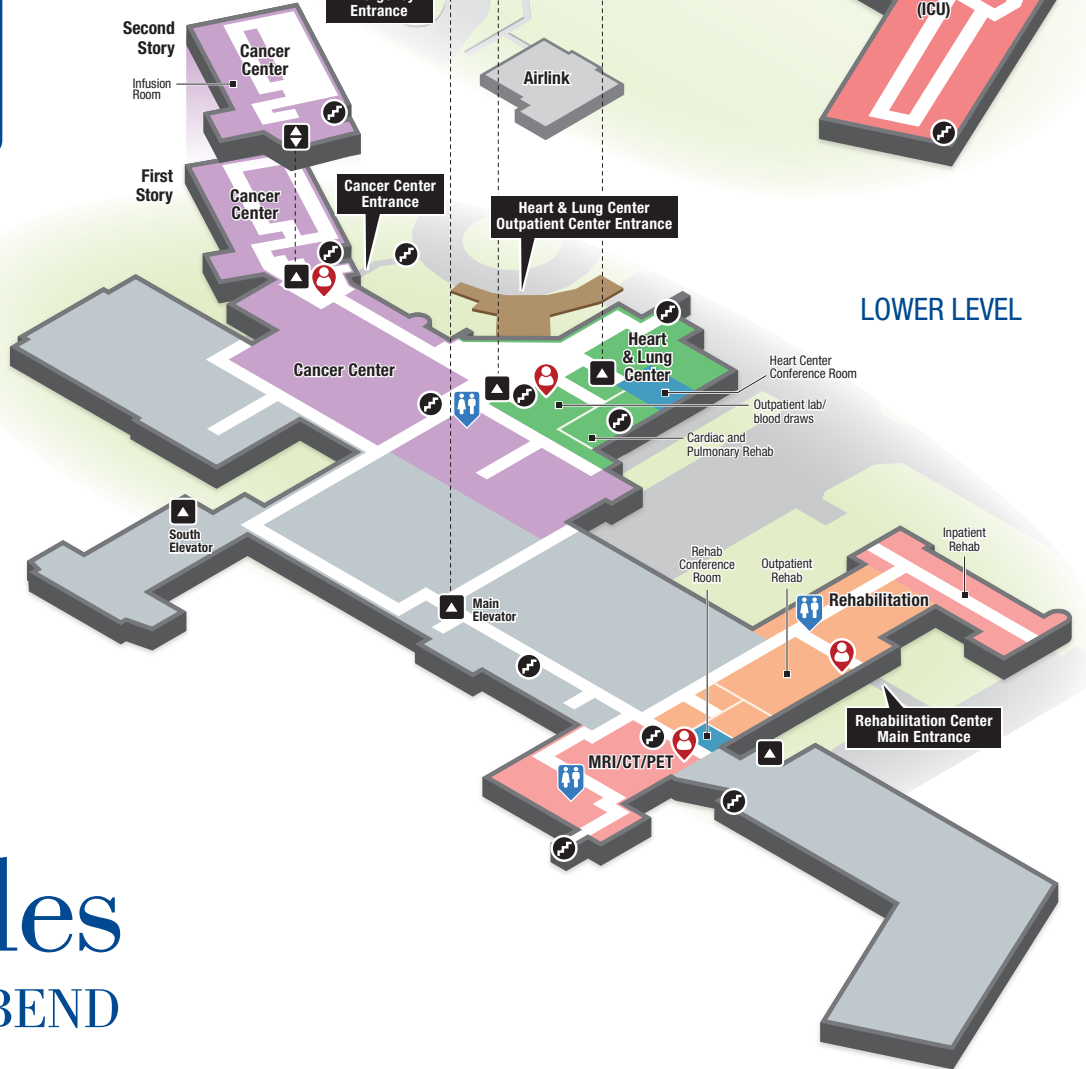 Entrance
(ICU)
Second
Story
Cancer
Center
Infusion
Room
Airlink
First
Story
Cancer
Center
Cancer Center
Entrance
Heart & Lung Center
Outpatient Center Entrance
LOWER LEVEL
Heart
& Lung
Center
Heart Center
Conference Room
Cancer Center
Outpatient lab/
blood draws
Cardiac and
Pulmonary Rehab
South
Elevator
Inpatient
Rehab
Rehab
Conference
Room
Outpatient
Rehab
Main
Elevator
Rehabilitation
Rehabilitation Center
Main Entrance
MRI/CT/PET
les
BEND